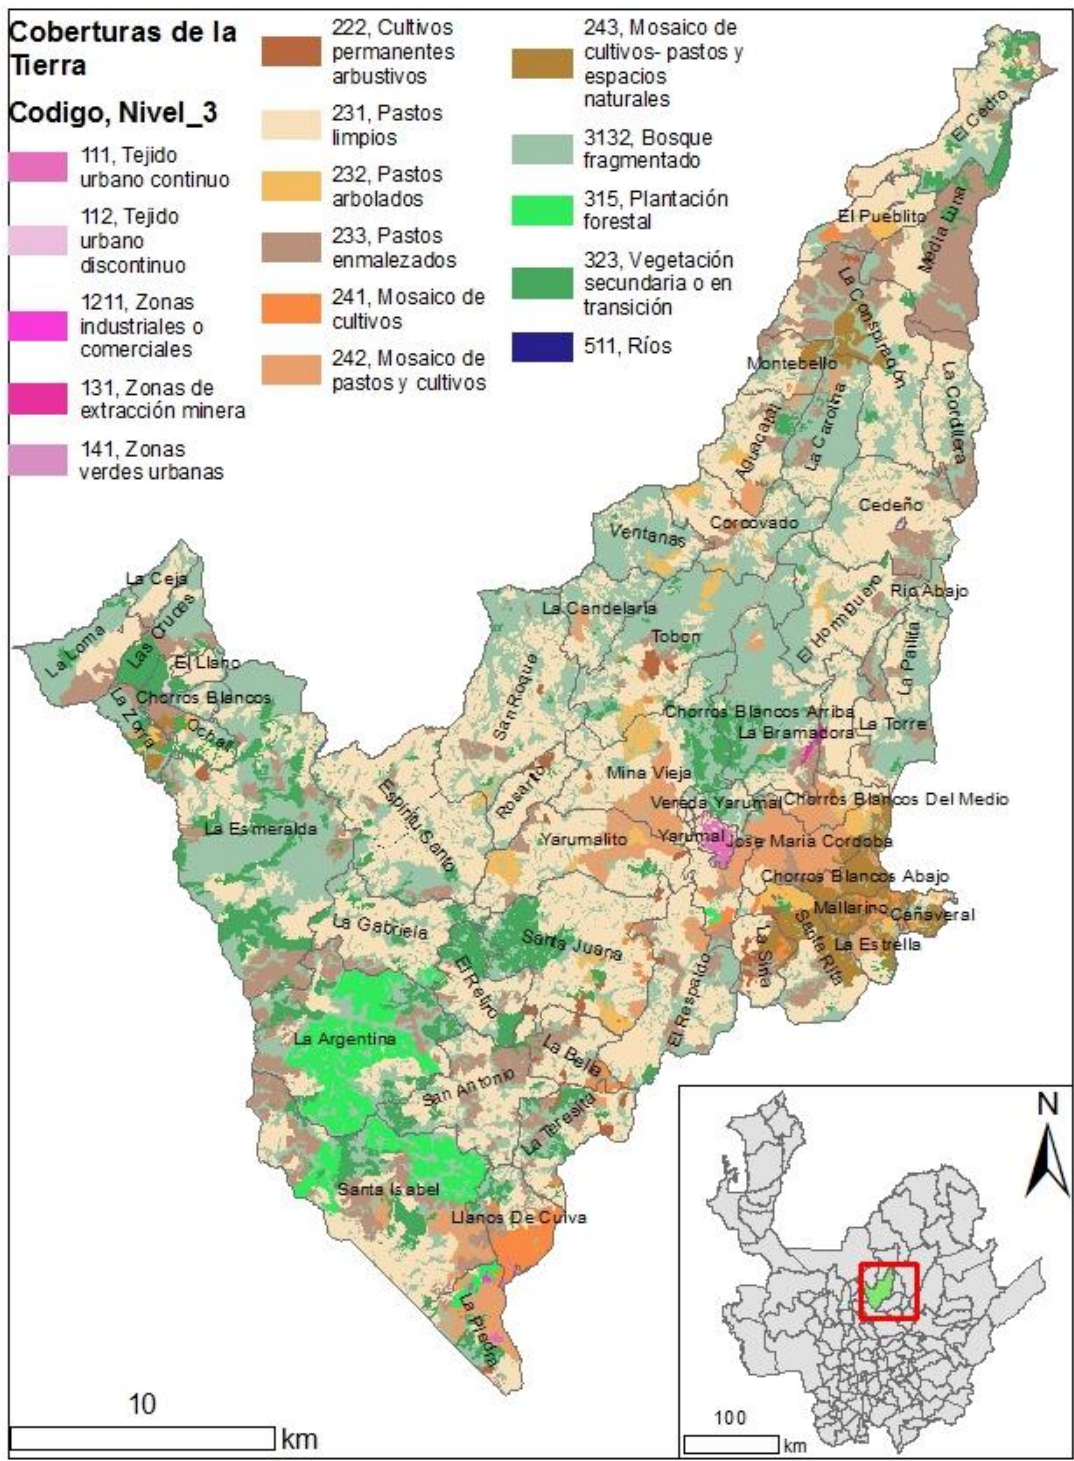 Coberturas de la
Tierra
Codigo, Nivel_3
111, Tejido
urbano continuo
112, Tejido
urbano
discontinuo
1211, Zonas
industriales o
comerciales
131, Zonas de
extracción minera
141, Zonas
verdes urbanas
222, Cultivos
permanentes
arbustivos
231, Pastos
limpios
232, Pastos
arbolados
233, Pastos
enmalezados
241, Mosaico de
cultivos
242, Mosaico de
pastos y cultivos
243, Mosaico de
cultivos- pastos y
espacios
naturales
3132, Bosque
fragmentado
315, Plantación
forestal
323, Vegetación
secundaria o en
transición
511, Ríos
El Cedro
El Pueblito
Media Luna
La Conspiración
Montebello
La Cordillera
Aguacatal
La Carolina
Cedeño
Corcovado
Ventanas
La Ceja
Rio Abajo
La Candelaria
El Hormiguero
Las Cruces
La Loma
Tobon
La Pailita
El Llano
San Roque
Chorros Blancos
La Zorra
Ochali
Chorros Blancos Arriba
La Torre
La Bramadora
Mina Vieja
Rosario
Vereda Yarumal
Chorros Blancos Del Medio
Espiritu Santo
La Esmeralda
Yarumalito
Yarumal
Jose Maria Cordoba
Chorros Blancos Abajo
Mallarino
Cañaveral
La Gabriela
Santa Juana
La Siria
Santa Rita
La Estrella
El Retiro
El Respaldo
La Argentina
La Bella
San Antonio
La Teresita
Santa Isabel
Llanos De Cuiva
La Piedra
N
10
km
100
km